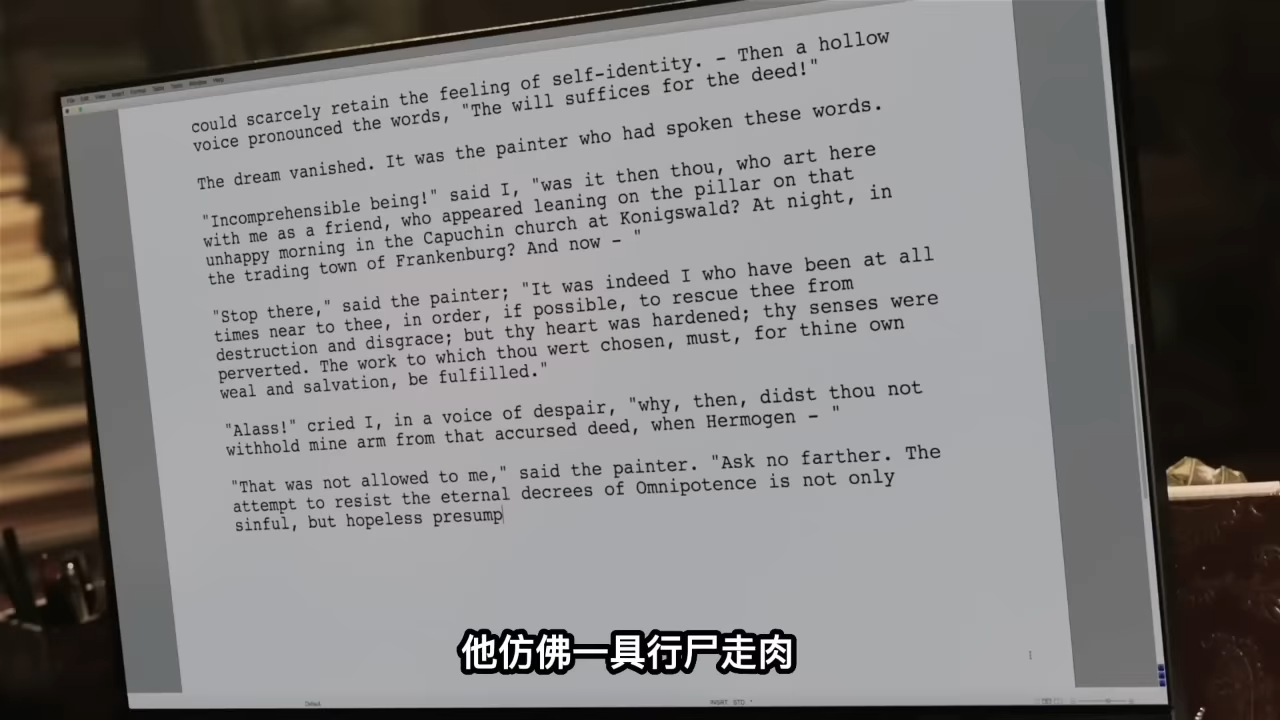 could scarcely retain the feeling of self-identity. - Then a hollow
voice pronounced the words, "The will suffices for the deed!"
The dream vanished. It was the painter who had spoken these words.
"Incomprehensible being!" said I, "was it then thou, who art here
with me as a friend, who appeared leaning on the pillar on that
unhappy morning in the Capuchin church at Konigswald? At night, in
the trading town of Frankenburg? And now - "
"Stop there," said the painter; "It was indeed I who have been at all
times near to thee, in order, if possible, to rescue thee from
destruction and disgrace; but thy heart was hardened; thy senses were
perverted. The work to which thou wert chosen, must, for thine own
weal and salvation, be fulfilled."
"Alass!" cried I, in a voice of despair, "why, then, didst thou not
withhold mine arm from that accursed deed, when Hermogen - "
"That was not allowed to me," said the painter. "Ask no farther. The
attempt to resist the eternal decrees of Omnipotence is not only
sinful, but hopeless presump
他仿佛一具行尸走肉
INSRT STD